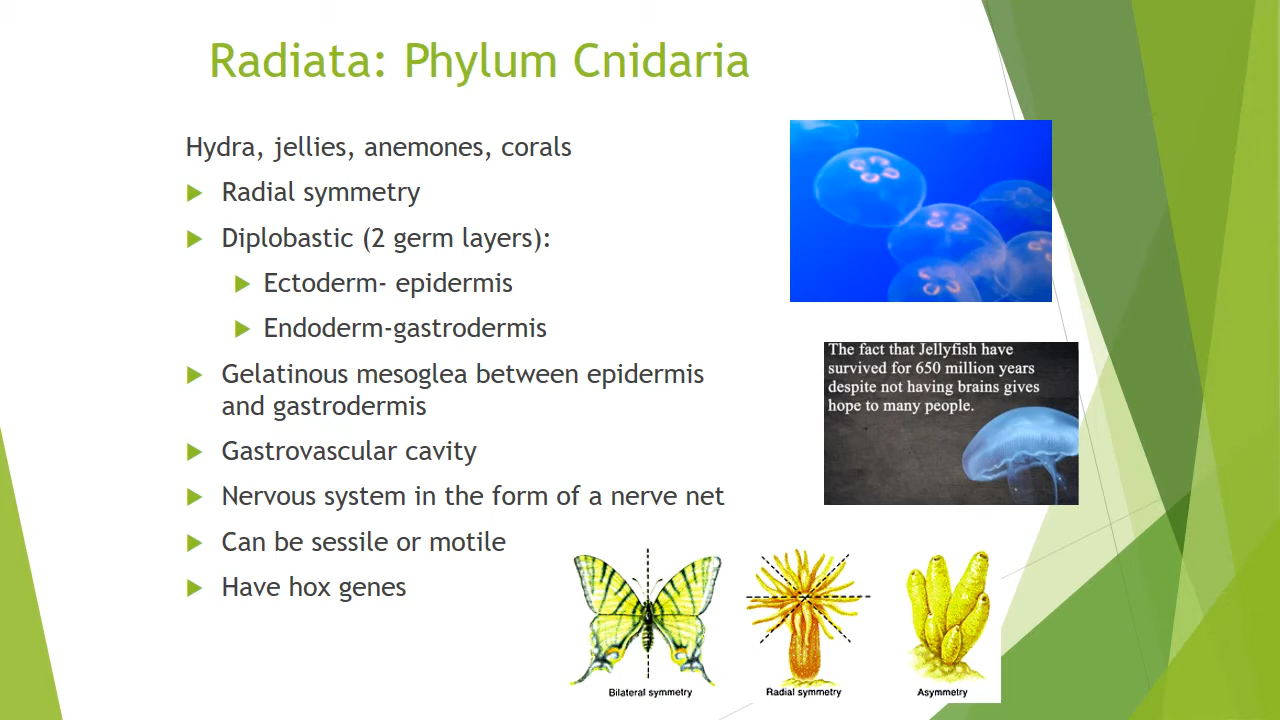 Radiata: Phylum Cnidaria
Hydra, jellies, anemones, corals
Radial symmetry
Diplobastic (2 germ layers):
Ectoderm- epidermis
Endoderm-gastrodermis
Gelatinous mesoglea between epidermis
and gastrodermis
Gastrovascular cavity
Nervous system in the form of a nerve net
Can be sessile or motile
Have hox genes
The fact that Jellyfish have
survived for 650 million years
despite not having brains gives
hope to many people.
Bilateral symmetry
Radial symmetry
Asymmetry